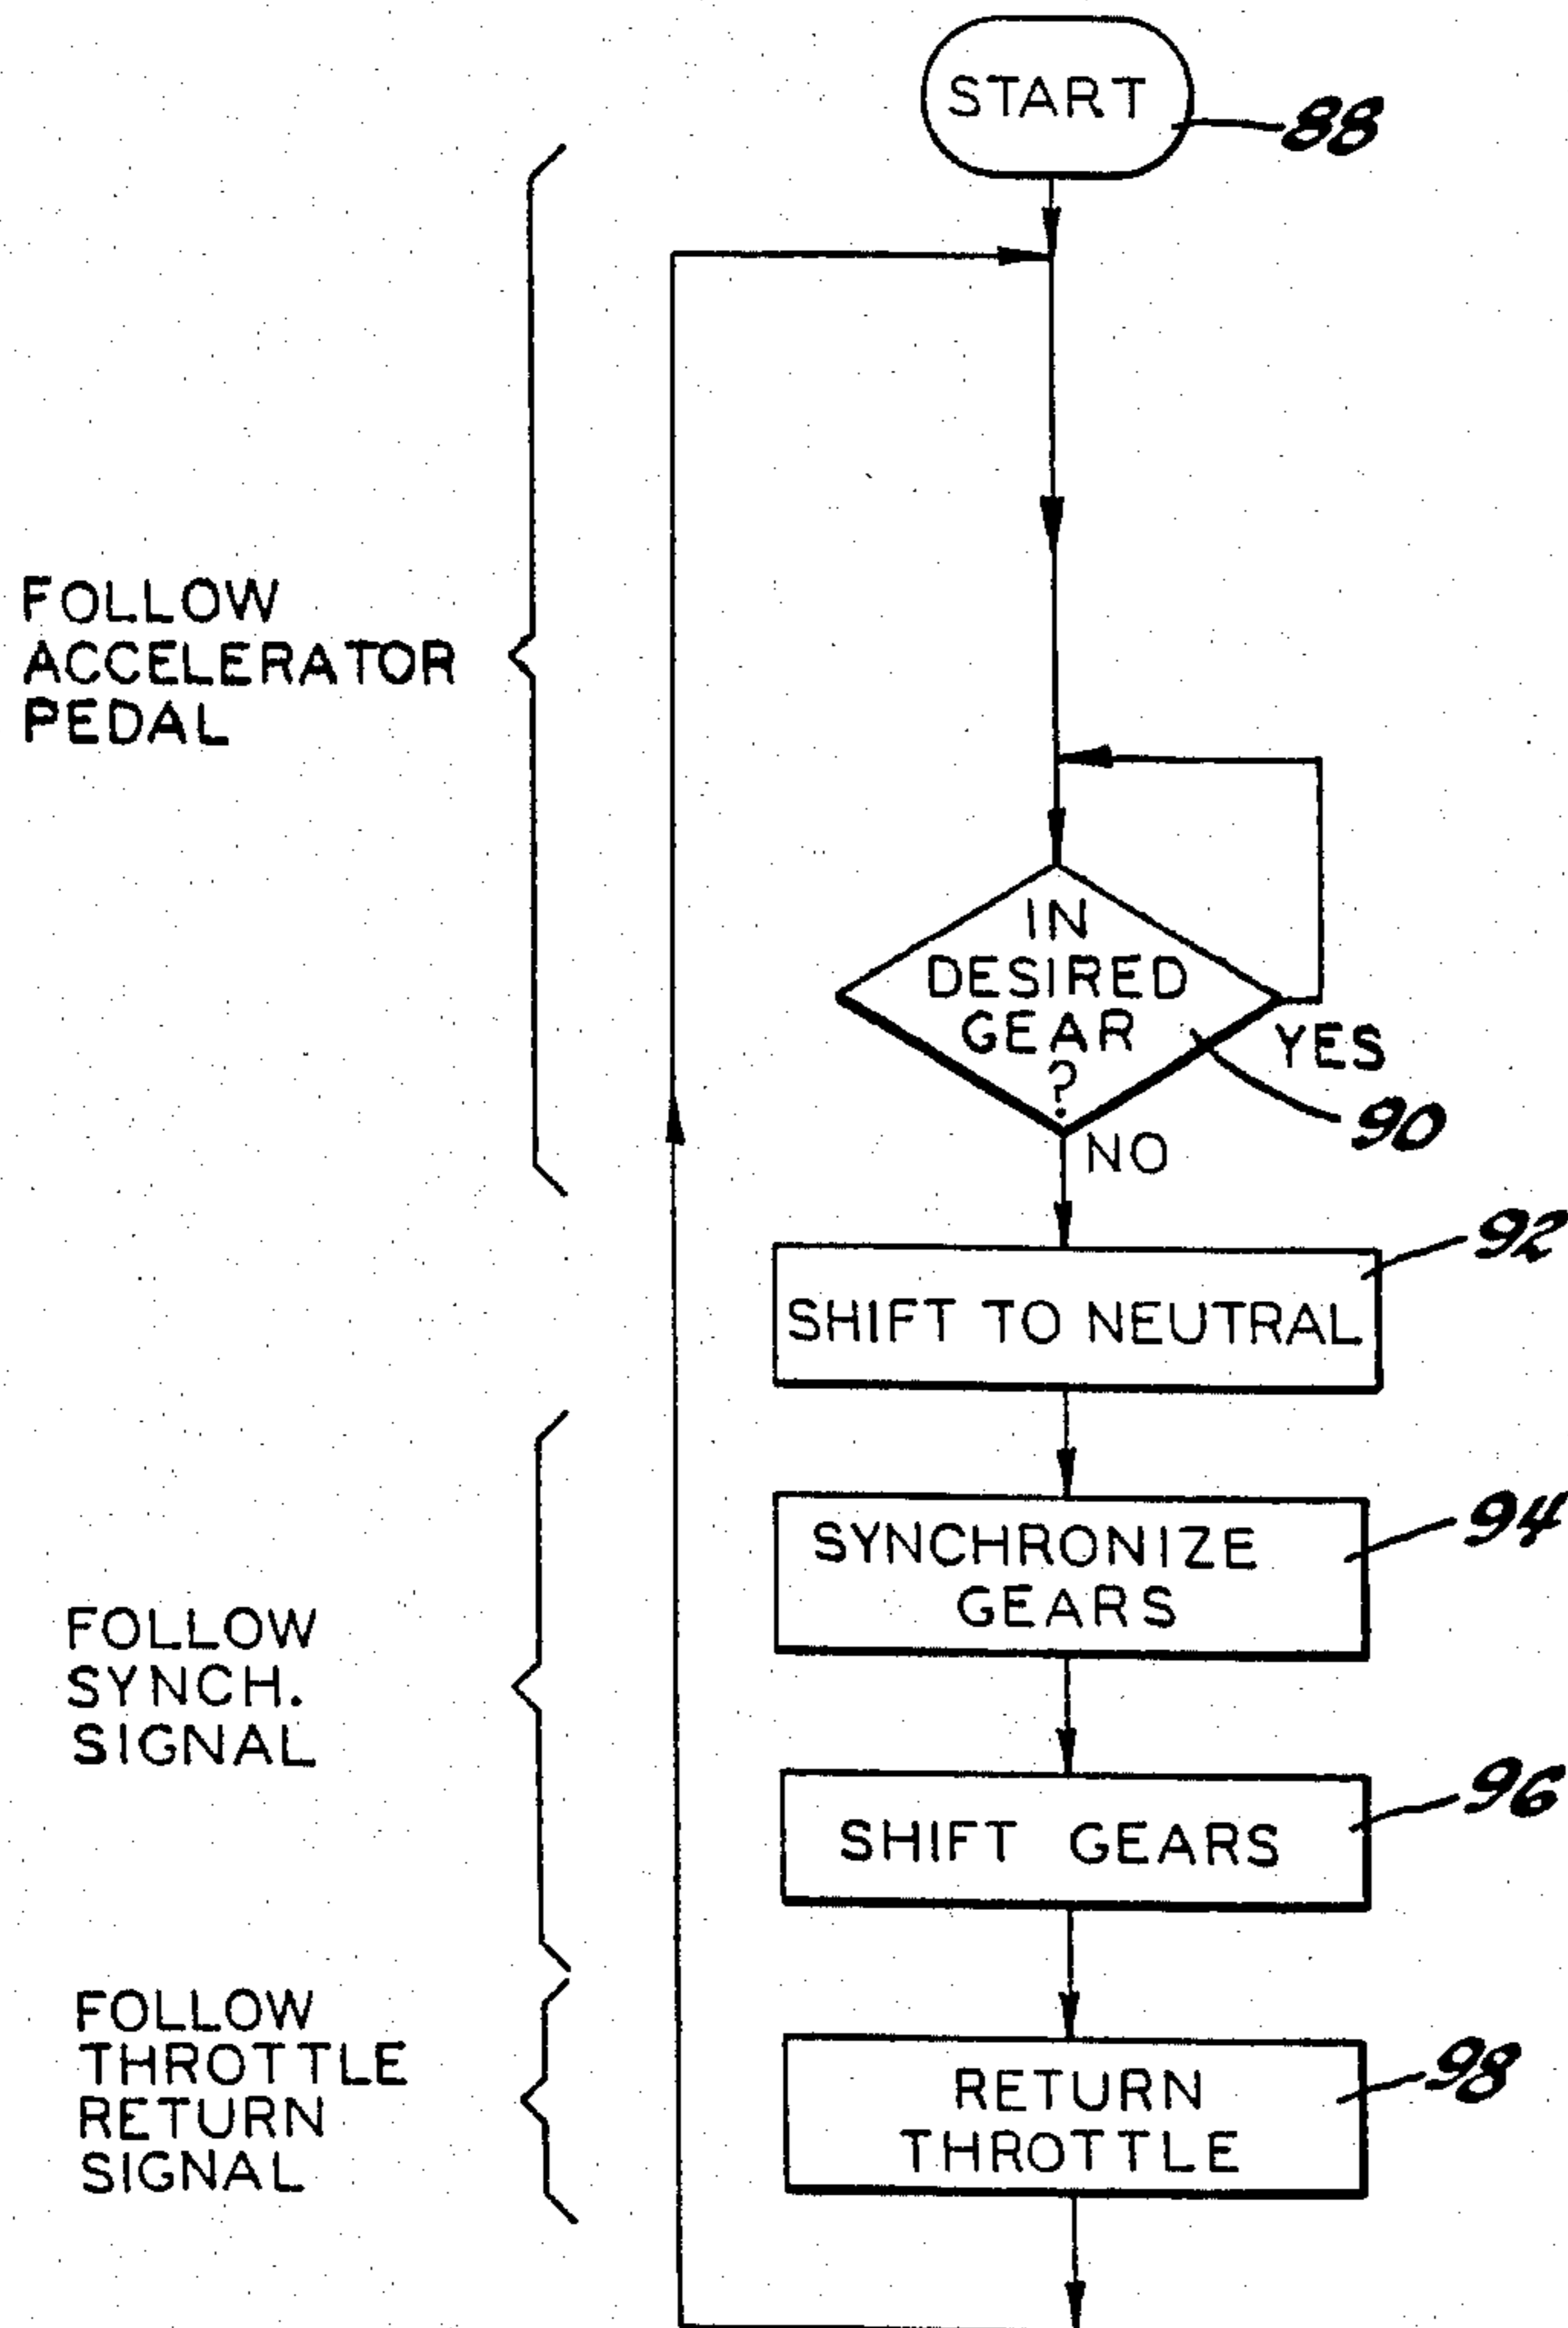 START
88
FOLLOW
ACCELERATOR
PEDAL
IN
DESIRED
GEAR
?
YES
90
NO
92
SHIFT TO NEUTRAL
94
SYNCHRONIZE
GEARS
FOLLOW
SYNCH.
SIGNAL
96
SHIFT GEARS
FOLLOW
THROTTLE
RETURN
SIGNAL
98
RETURN
THROTTLE